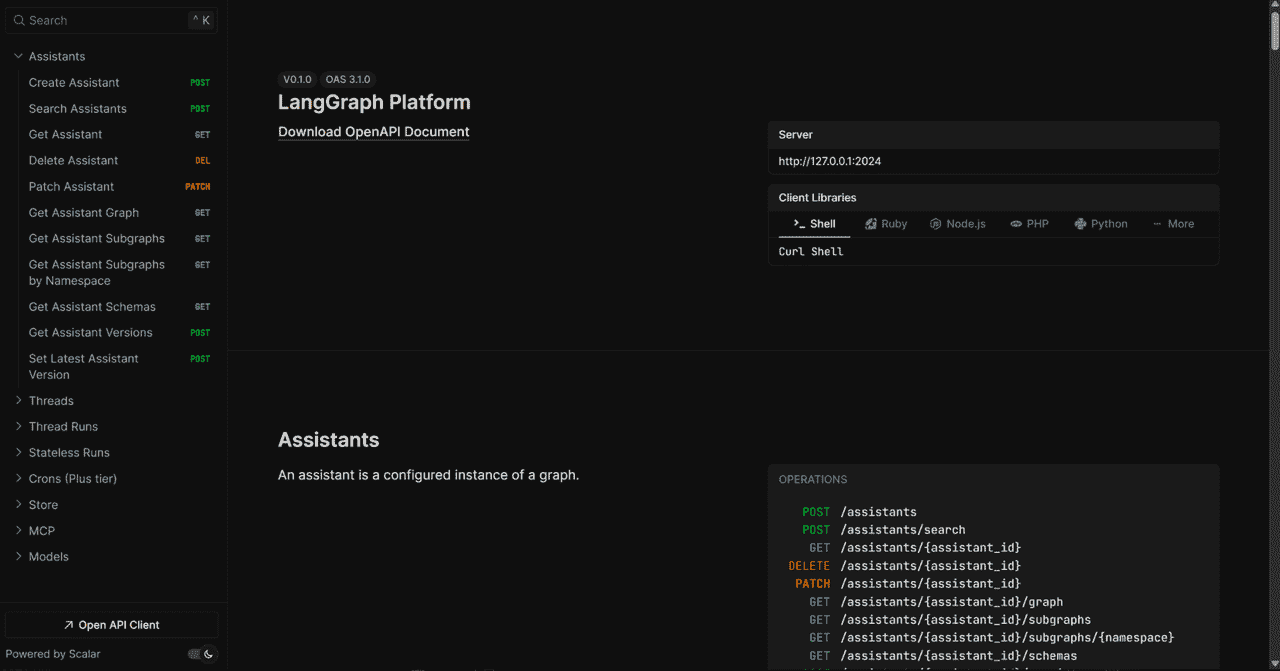 Search
^ K
Assistants
Create Assistant POST
Search Assistants POST
Get Assistant GET
Delete Assistant DEL
Patch Assistant PATCH
Get Assistant Graph GET
Get Assistant Subgraphs GET
Get Assistant Subgraphs GET
by Namespace
Get Assistant Schemas GET
Get Assistant Versions POST
Set Latest Assistant POST
Version
Threads
Thread Runs
Stateless Runs
Crons (Plus tier)
Store
MCP
Models
Open API Client
Powered by Scalar
V0.1.0 OAS 3.1.0
LangGraph Platform
Download OpenAPI Document
Server
http://127.0.0.1:2024
Client Libraries
Shell Ruby Node.js PHP Python More
Curl Shell
Assistants
An assistant is a configured instance of a graph.
OPERATIONS
POST /assistants
POST /assistants/search
GET /assistants/{assistant_id}
DELETE /assistants/{assistant_id}
PATCH /assistants/{assistant_id}
GET /assistants/{assistant_id}/graph
GET /assistants/{assistant_id}/subgraphs
GET /assistants/{assistant_id}/subgraphs/{namespace}
GET /assistants/{assistant_id}/schemas